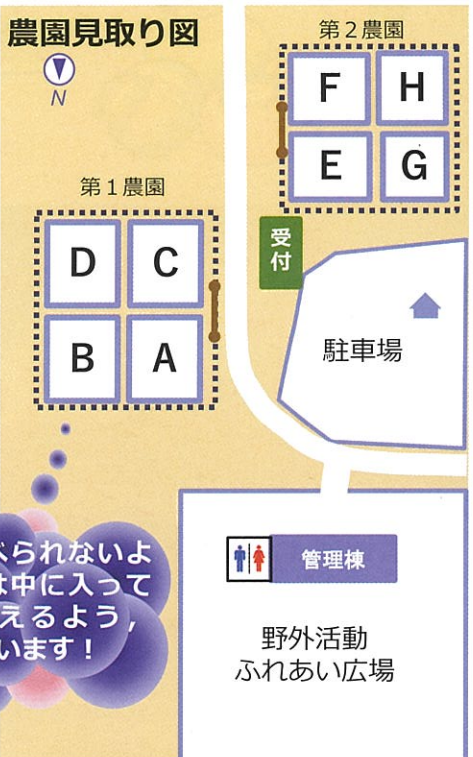 農園見取り図
N
第２農園
F H
E G
第１農園
D C
B A
受付
駐車場
べられないよ
は中に入って
えるよう,
います！
管理棟
野外活動
ふれあい広場